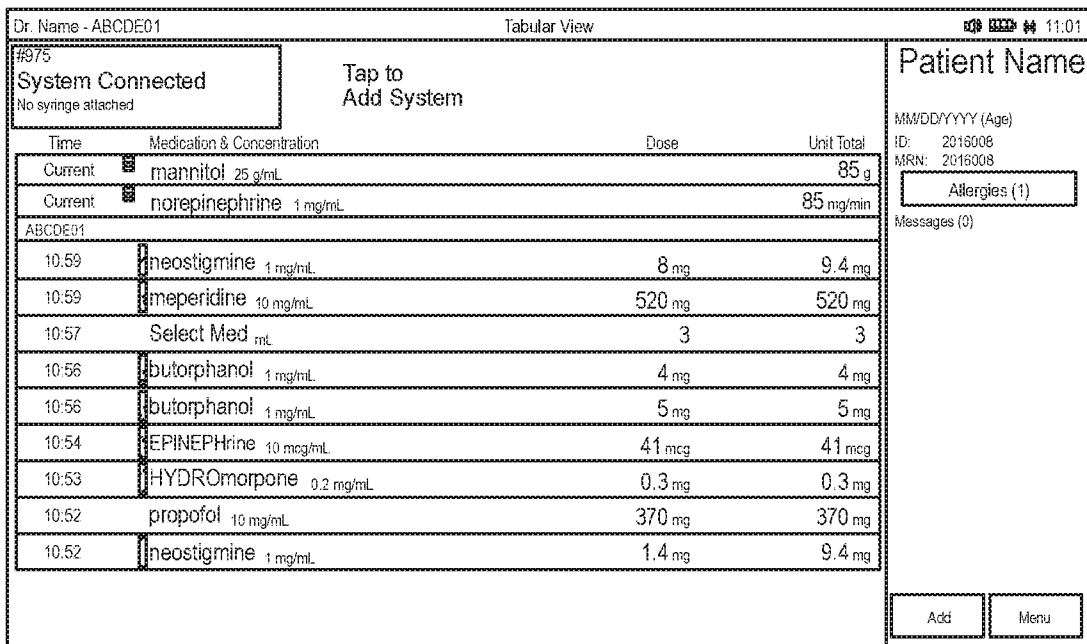 Dr. Name - ABCDE01 Tabular View 11:01
#975
System Connected
No syringe attached
Tap to
Add System
Patient Name
MM/DD/YYYY (Age)
ID: 2016008
MRN: 2016008
Allergies (1)
Messages (0)
Time Medication & Concentration Dose Unit Total
Current mannitol 25 g/mL 85 g
Current norepinephrine 1 mg/mL 85 mg/min
ABCDE01
10:59 neostigmine 1 mg/mL 8 mg 9.4 mg
10:59 meperidine 10 mg/mL 520 mg 520 mg
10:57 Select Med mL 3 3
10:56 butorphanol 1 mg/mL 4 mg 4 mg
10:56 butorphanol 1 mg/mL 5 mg 5 mg
10:54 EPINEPHrine 10 mcg/mL 41 mcg 41 mcg
10:53 HYDROmorpone 0.2 mg/mL 0.3 mg 0.3 mg
10:52 propofol 10 mg/mL 370 mg 370 mg
10:52 neostigmine 1 mg/mL 1.4 mg 9.4 mg
Add Menu